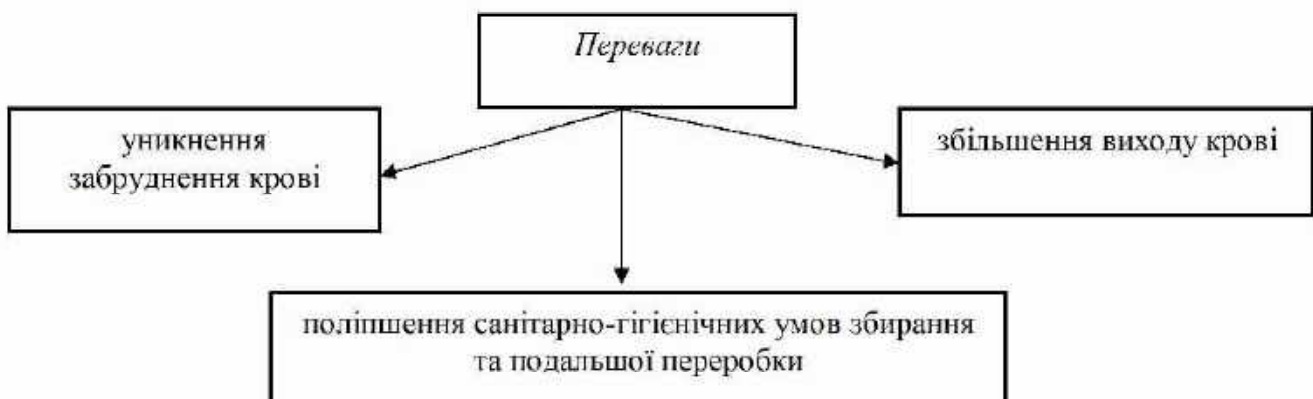 Переваги
уникнення
забруднення крові
збільшення виходу крові
поліпшення санітарно-гігієнічних умов збирання
та подальшої переробки